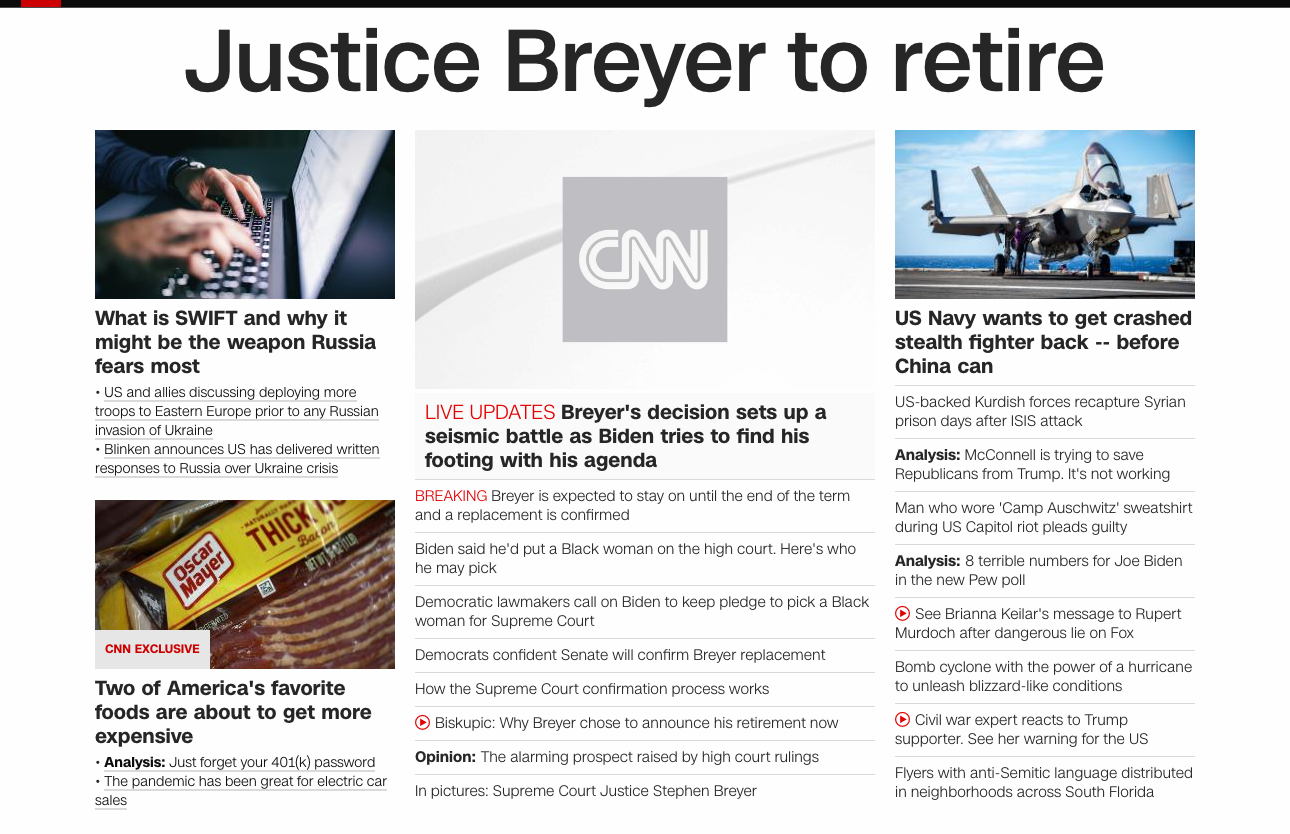 Justice Breyer to retire
What is SWIFT and why it
might be the weapon Russia
fears most
• US and allies discussing deploying more
troops to Eastern Europe prior to any Russian
invasion of Ukraine
• Blinken announces US has delivered written
responses to Russia over Ukraine crisis
NATURALLY HARDWOOD
THICK CUT
Bacon
Oscar
Mayer
CNN EXCLUSIVE
Two of America's favorite
foods are about to get more
expensive
• Analysis: Just forget your 401(k) password
• The pandemic has been great for electric car
sales
CNN
LIVE UPDATES Breyer's decision sets up a
seismic battle as Biden tries to find his
footing with his agenda
BREAKING Breyer is expected to stay on until the end of the term
and a replacement is confirmed
Biden said he'd put a Black woman on the high court. Here's who
he may pick
Democratic lawmakers call on Biden to keep pledge to pick a Black
woman for Supreme Court
Democrats confident Senate will confirm Breyer replacement
How the Supreme Court confirmation process works
Biskupic: Why Breyer chose to announce his retirement now
Opinion: The alarming prospect raised by high court rulings
In pictures: Supreme Court Justice Stephen Breyer
US Navy wants to get crashed
stealth fighter back -- before
China can
US-backed Kurdish forces recapture Syrian
prison days after ISIS attack
Analysis: McConnell is trying to save
Republicans from Trump. It's not working
Man who wore 'Camp Auschwitz' sweatshirt
during US Capitol riot pleads guilty
Analysis: 8 terrible numbers for Joe Biden
in the new Pew poll
See Brianna Keilar's message to Rupert
Murdoch after dangerous lie on Fox
Bomb cyclone with the power of a hurricane
to unleash blizzard-like conditions
Civil war expert reacts to Trump
supporter. See her warning for the US
Flyers with anti-Semitic language distributed
in neighborhoods across South Florida